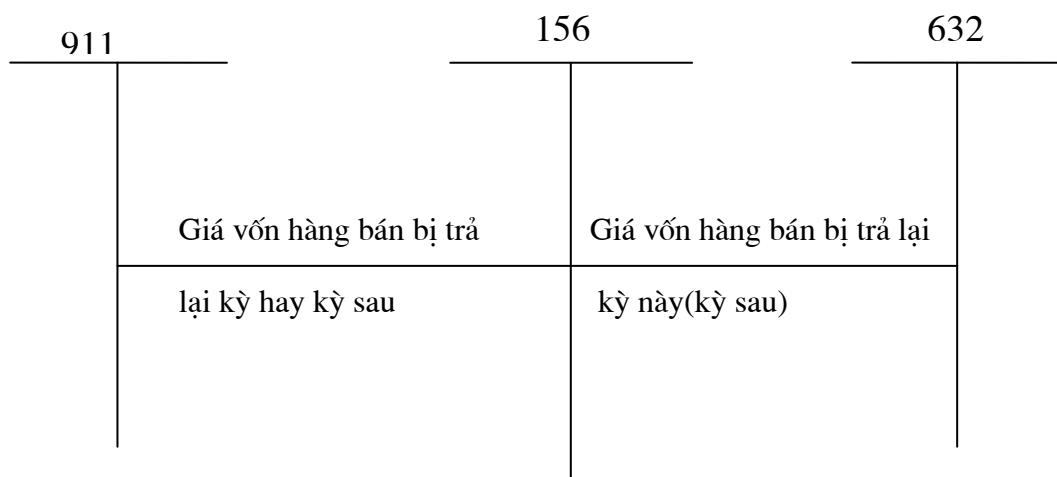 911
156
632
Giá vốn hàng bán bị trả
lại kỳ hay kỳ sau
Giá vốn hàng bán bị trả lại
kỳ này(kỳ sau)